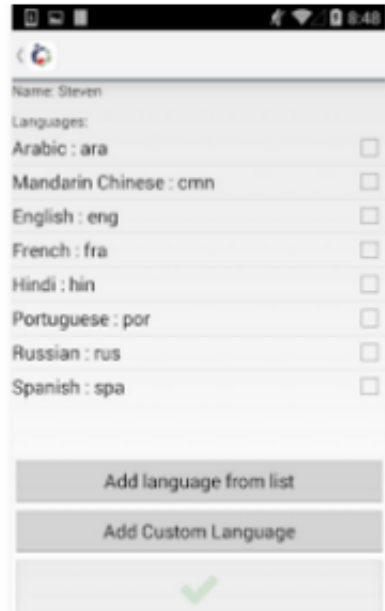 8:48
Name: Steven
Languages:
Arabic : ara
Mandarin Chinese : cmn
English : eng
French : fra
Hindi : hin
Portuguese : por
Russian : rus
Spanish : spa
Add language from list
Add Custom Language